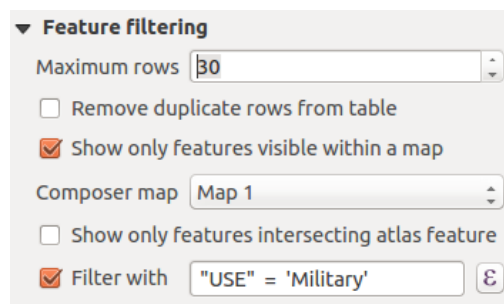 Feature filtering
Maximum rows 30
Remove duplicate rows from table
Show only features visible within a map
Composer map Map 1
Show only features intersecting atlas feature
Filter with "USE" = 'Military' ε